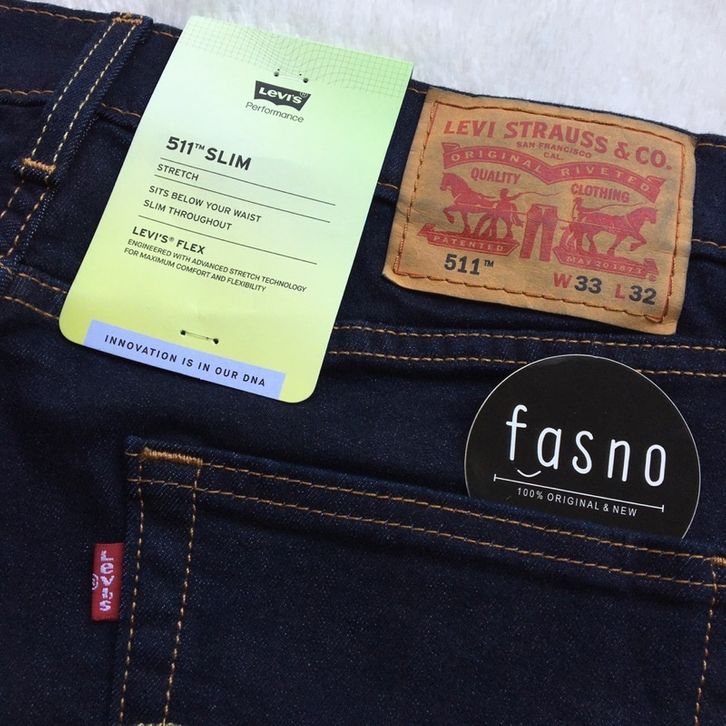 Levi's®
Performance
511™ SLIM
STRETCH
SITS BELOW YOUR WAIST
SLIM THROUGHOUT
LEVI'S® FLEX
ENGINEERED WITH ADVANCED STRETCH TECHNOLOGY
FOR MAXIMUM COMFORT AND FLEXIBILITY
INNOVATION IS IN OUR DNA
LEVI STRAUSS & CO.
SAN FRANCISCO
CAL.
ORIGINAL RIVETED
QUALITY CLOTHING
PATENTED MAY 20 1873
511™ W33 L32
fasno
100% ORIGINAL & NEW
Levi's
®